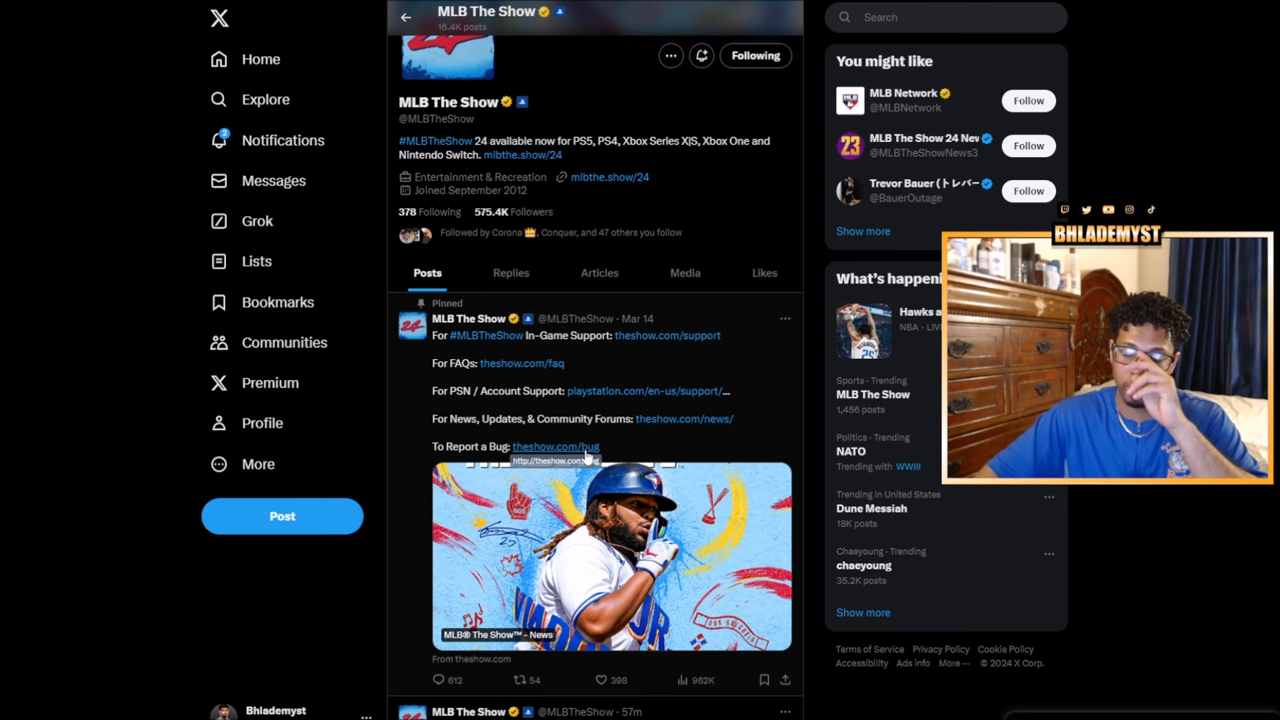 Home
Explore
2
Notifications
Messages
Grok
Lists
Bookmarks
Communities
Premium
Profile
More
Post
Bhlademyst
MLB The Show
16.4K posts
24
Following
MLB The Show
@MLBTheShow
#MLBTheShow 24 available now for PS5, PS4, Xbox Series X|S, Xbox One and
Nintendo Switch. mlbthe.show/24
Entertainment & Recreation mlbthe.show/24
Joined September 2012
378 Following 575.4K Followers
Followed by Corona 👑, Conquer, and 47 others you follow
Posts Replies Articles Media Likes
Pinned
MLB The Show @MLBTheShow · Mar 14
For #MLBTheShow In-Game Support: theshow.com/support
For FAQs: theshow.com/faq
For PSN / Account Support: playstation.com/en-us/support/...
For News, Updates, & Community Forums: theshow.com/news/
To Report a Bug: theshow.com/bug
MLB® The Show™ - News
From theshow.com
612 54 398 962K
MLB The Show @MLBTheShow · 57m
Search
You might like
MLB Network
@MLBNetwork
Follow
23
MLB The Show 24 Nev
@MLBTheShowNews3
Follow
Trevor Bauer (トレバー
@BauerOutage
Follow
Show more
BHLADEMYST
What's happeni
Hawks a
NBA · LIV
Sports · Trending
MLB The Show
1,456 posts
Politics · Trending
NATO
Trending with WWIII
Trending in United States
Dune Messiah
18K posts
Chaeyoung · Trending
chaeyoung
35.2K posts
Show more
Terms of Service Privacy Policy Cookie Policy
Accessibility Ads info More ··· © 2024 X Corp.